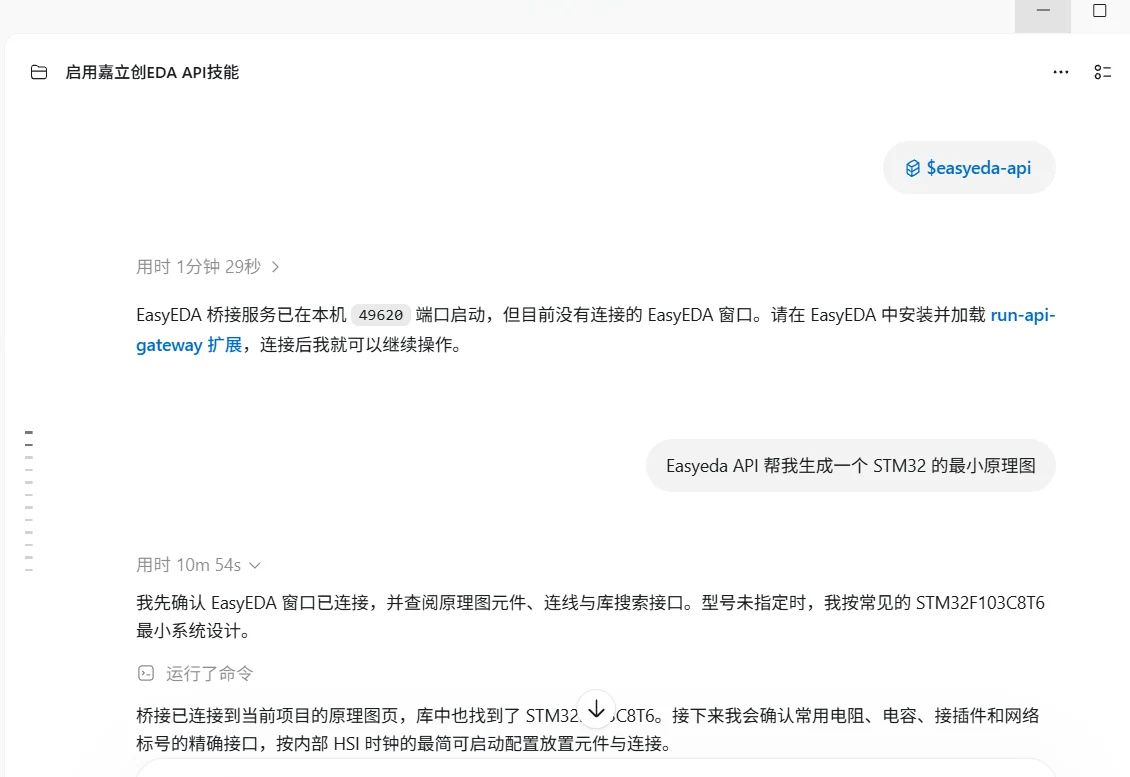 启用嘉立创EDA API技能
$easyeda-api
用时 1分钟 29秒
EasyEDA 桥接服务已在本机 49620 端口启动，但目前没有连接的 EasyEDA 窗口。请在 EasyEDA 中安装并加载 run-api-
gateway 扩展，连接后我就可以继续操作。
Easyeda API 帮我生成一个 STM32 的最小原理图
用时 10m 54s
我先确认 EasyEDA 窗口已连接，并查阅原理图元件、连线与库搜索接口。型号未指定时，我按常见的 STM32F103C8T6
最小系统设计。
运行了命令
桥接已连接到当前项目的原理图页，库中也找到了 STM32 C8T6。接下来我会确认常用电阻、电容、接插件和网络
标号的精确接口，按内部 HSI 时钟的最简可启动配置放置元件与连接。